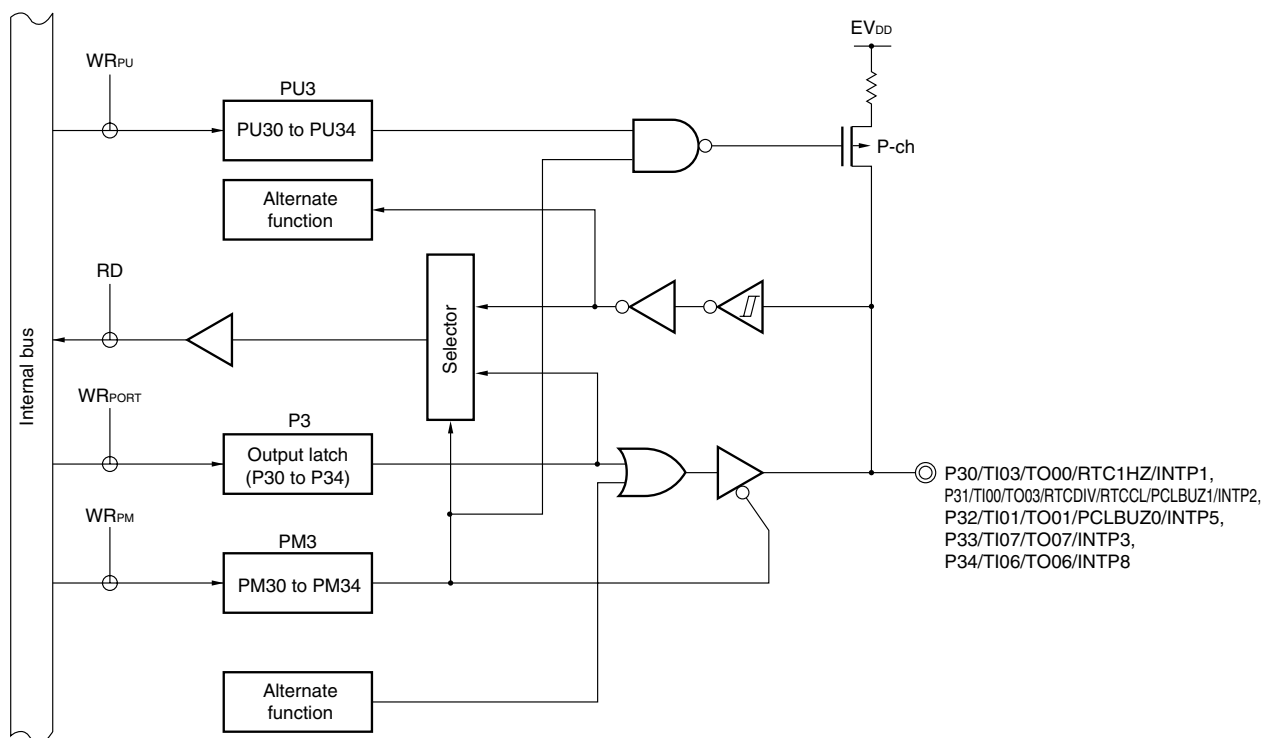 EVDD
WRPU
PU3
PU30 to PU34
P-ch
Alternate
function
RD
Selector
Internal bus
WRPORT
P3
Output latch
(P30 to P34)
P30/TI03/TO00/RTC1HZ/INTP1,
P31/TI00/TO03/RTCDIV/RTCCL/PCLBUZ1/INTP2,
P32/TI01/TO01/PCLBUZ0/INTP5,
P33/TI07/TO07/INTP3,
P34/TI06/TO06/INTP8
WRPM
PM3
PM30 to PM34
Alternate
function